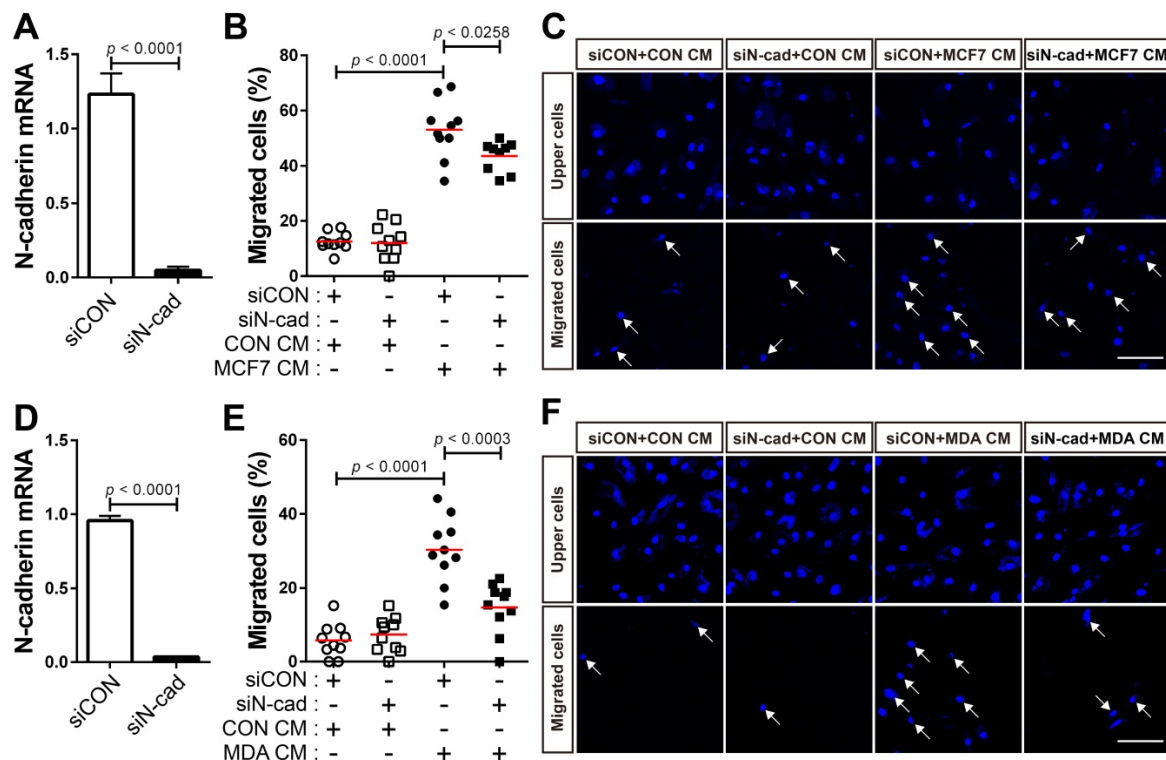 A
N-cadherin mRNA
1.5
1.0
0.5
0.0
p < 0.0001
siCON
siN-cad
B
Migrated cells (%)
80
60
40
20
0
p < 0.0001
p < 0.0258
siCON : + - + -
siN-cad : - + - +
CON CM : + + - -
MCF7 CM : - - + +
C
siCON+CON CM siN-cad+CON CM siCON+MCF7 CM siN-cad+MCF7 CM
Upper cells
Migrated cells
D
N-cadherin mRNA
1.5
1.0
0.5
0.0
p < 0.0001
siCON
siN-cad
E
Migrated cells (%)
60
40
20
0
p < 0.0001
p < 0.0003
siCON : + - + -
siN-cad : - + - +
CON CM : + + - -
MDA CM : - - + +
F
siCON+CON CM siN-cad+CON CM siCON+MDA CM siN-cad+MDA CM
Upper cells
Migrated cells